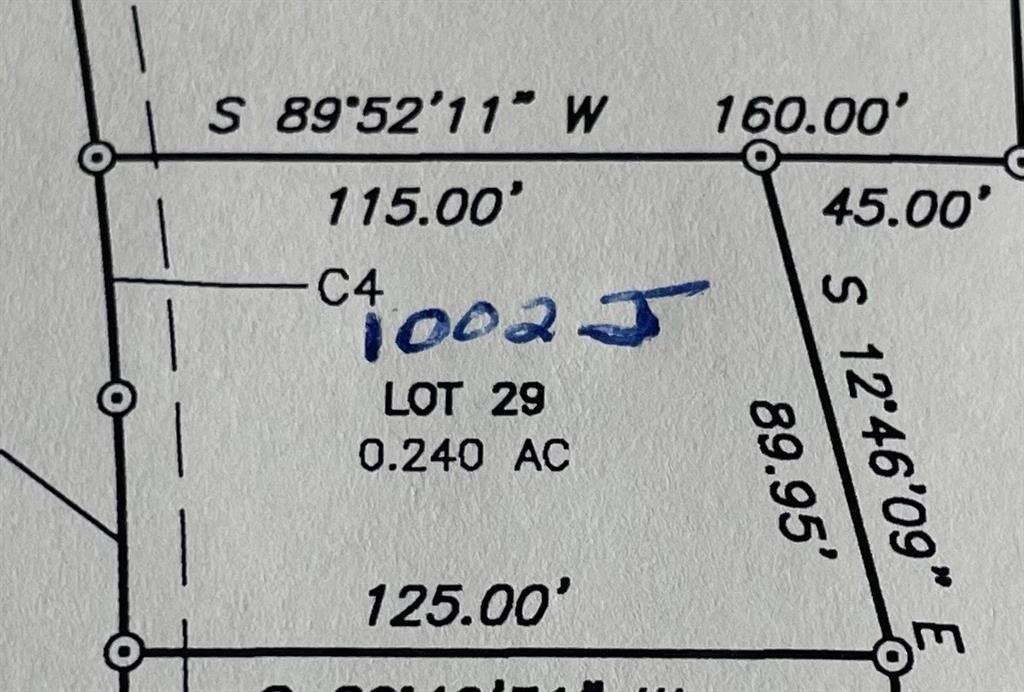 S 89°52'11" W 160.00'
115.00' 45.00'
C4
1002 J
LOT 29
0.240 AC
S 12°46'09" E
89.95'
125.00'